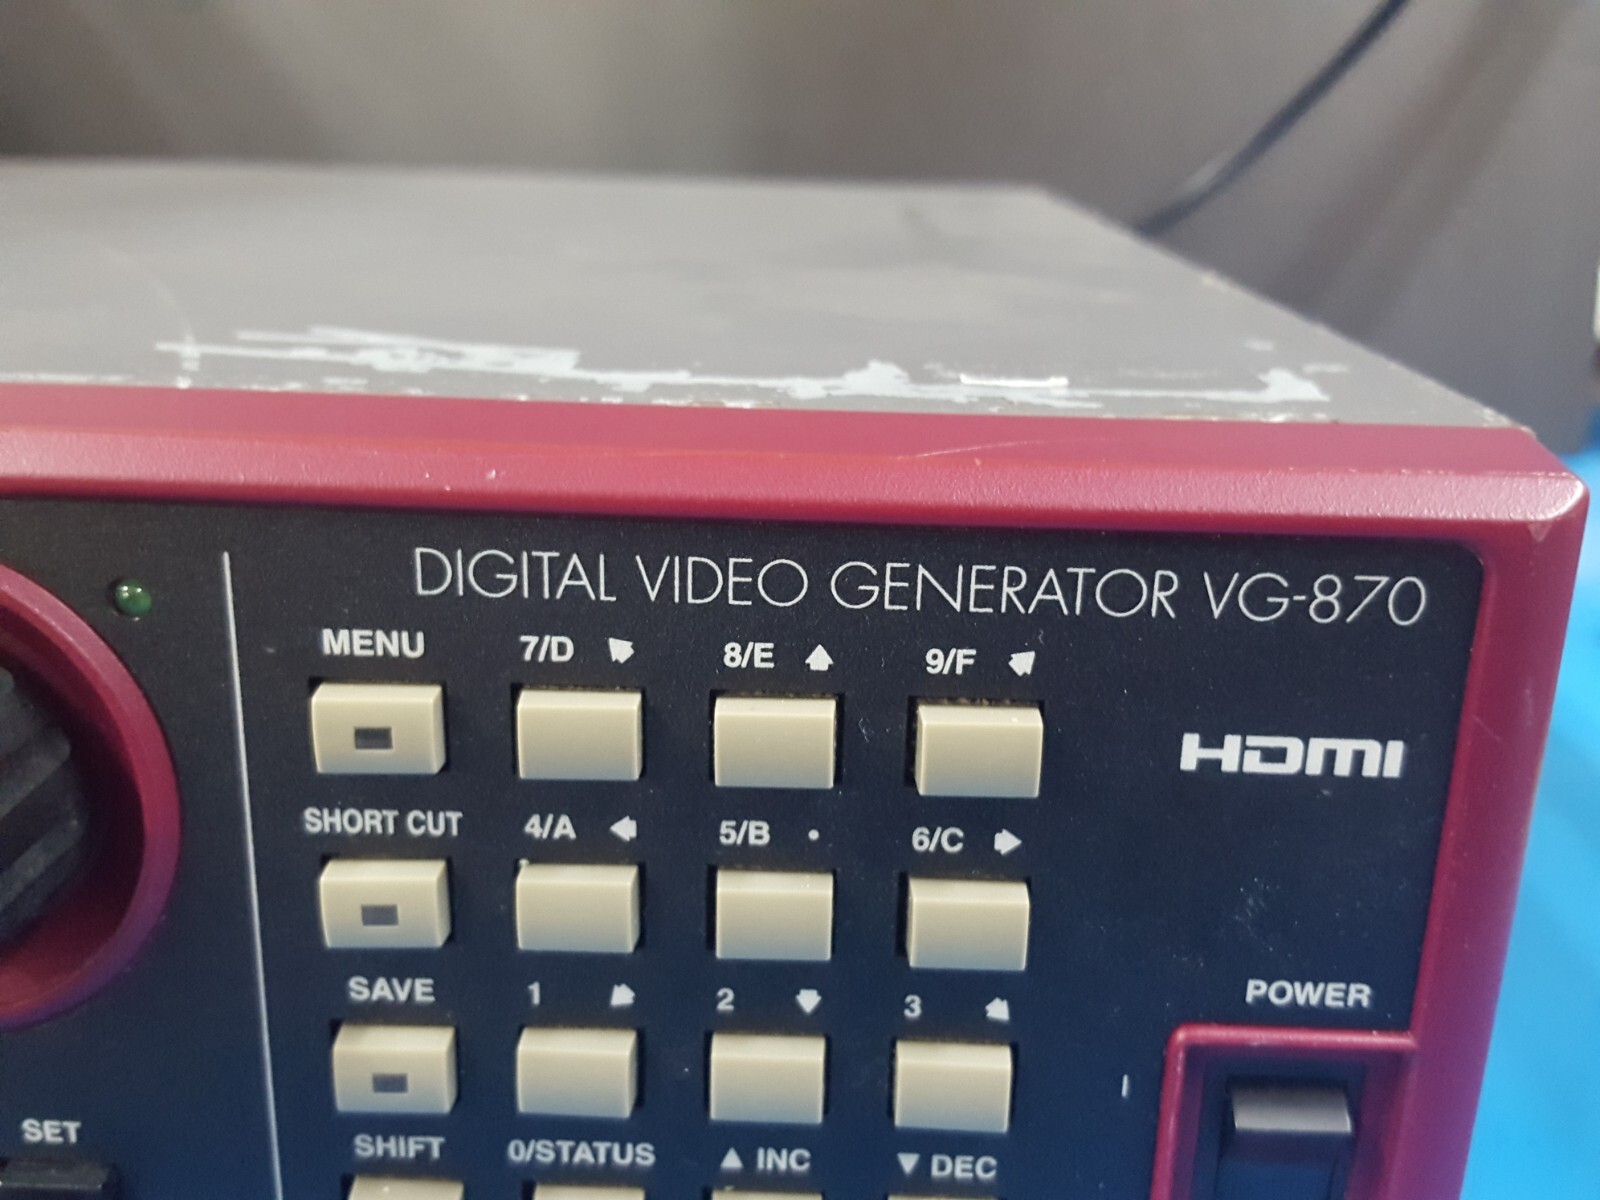 DIGITAL VIDEO GENERATOR VG-870
MENU 7/D 8/E 9/F
HDMI
SHORT CUT 4/A 5/B 6/C
SAVE 1 2 3
POWER
SET
SHIFT 0/STATUS ▲ INC ▼ DEC